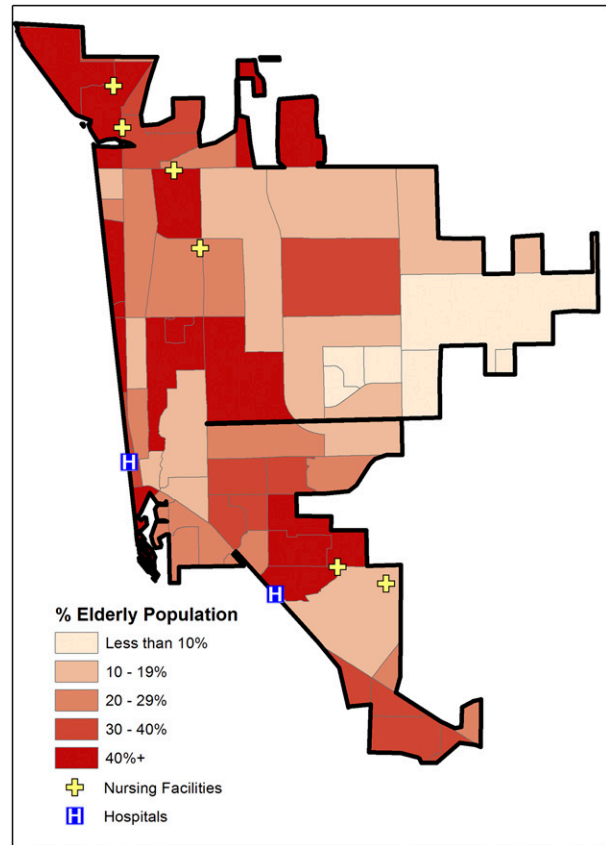 H
H
% Elderly Population
Less than 10%
10 - 19%
20 - 29%
30 - 40%
40%+
Nursing Facilities
H Hospitals